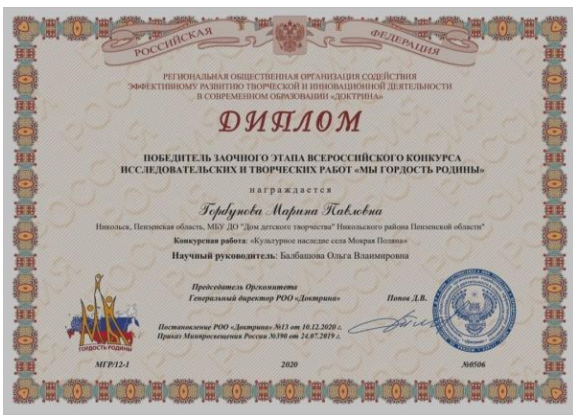 РОССИЙСКАЯ ФЕДЕРАЦИЯ
РЕГИОНАЛЬНАЯ ОБЩЕСТВЕННАЯ ОРГАНИЗАЦИЯ СОДЕЙСТВИЯ
ЭФФЕКТИВНОМУ РАЗВИТИЮ ТВОРЧЕСКОЙ И ИННОВАЦИОННОЙ ДЕЯТЕЛЬНОСТИ
В СОВРЕМЕННОМ ОБРАЗОВАНИИ «ДОКТРИНА»
ДИПЛОМ
ПОБЕДИТЕЛЬ ЗАОЧНОГО ЭТАПА ВСЕРОССИЙСКОГО КОНКУРСА
ИССЛЕДОВАТЕЛЬСКИХ И ТВОРЧЕСКИХ РАБОТ «МЫ ГОРДОСТЬ РОДИНЫ»
награждается
Горбунова Марина Павловна
Никольск, Пензенская область, МБУ ДО "Дом детского творчества" Никольского района Пензенской области"
Конкурсная работа: «Культурное наследие села Мокрая Поляна»
Научный руководитель: Балбашова Ольга Влаимировна
Председатель Оргкомитета
Генеральный директор РОО «Доктрина» Попов Д.В.
Постановление РОО «Доктрина» №13 от 10.12.2020 г.
Приказ Минпросвещения России №390 от 24.07.2019 г.
ГОРДОСТЬ РОДИНЫ
МГР/12-1 2020 №0506